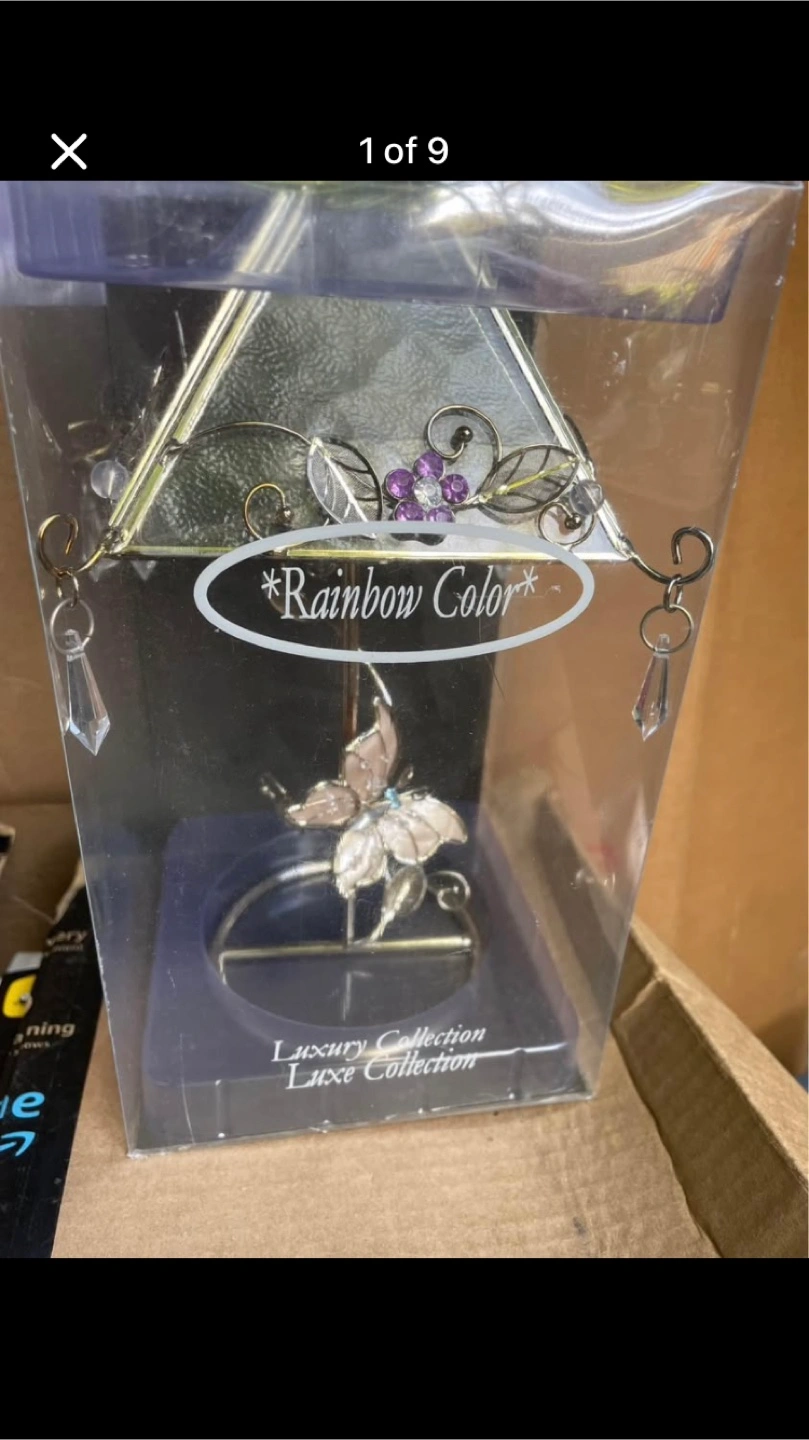 1 of 9
*Rainbow Color*
Luxury Collection
Luxe Collection
ning
e